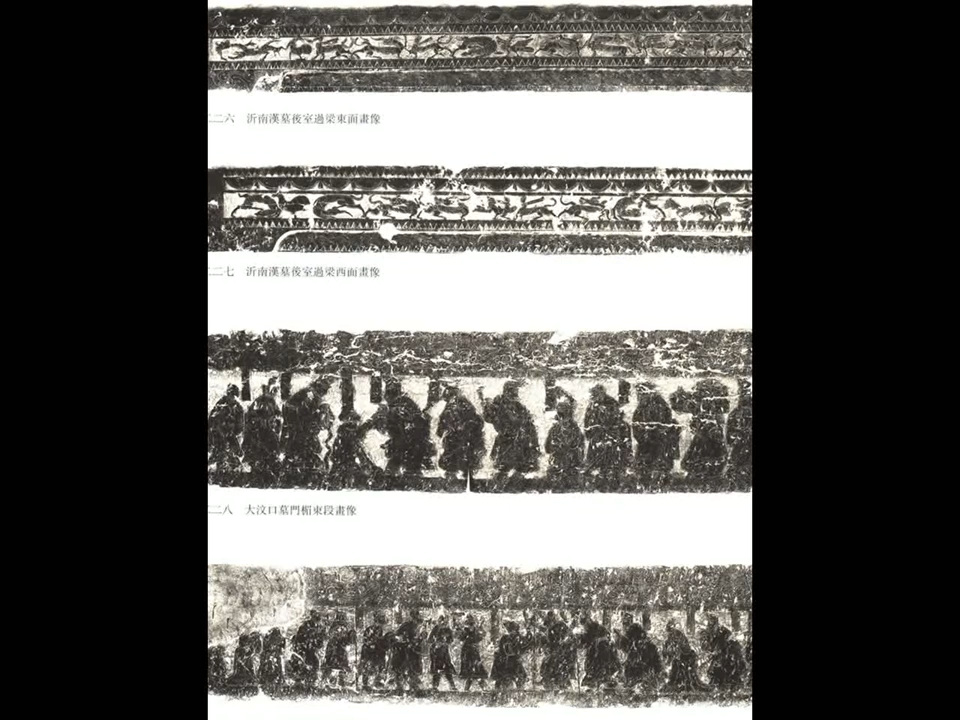 二二六 沂南漢墓後室過梁東面畫像
二二七 沂南漢墓後室過梁西面畫像
二二八 大汶口墓門楣東段畫像